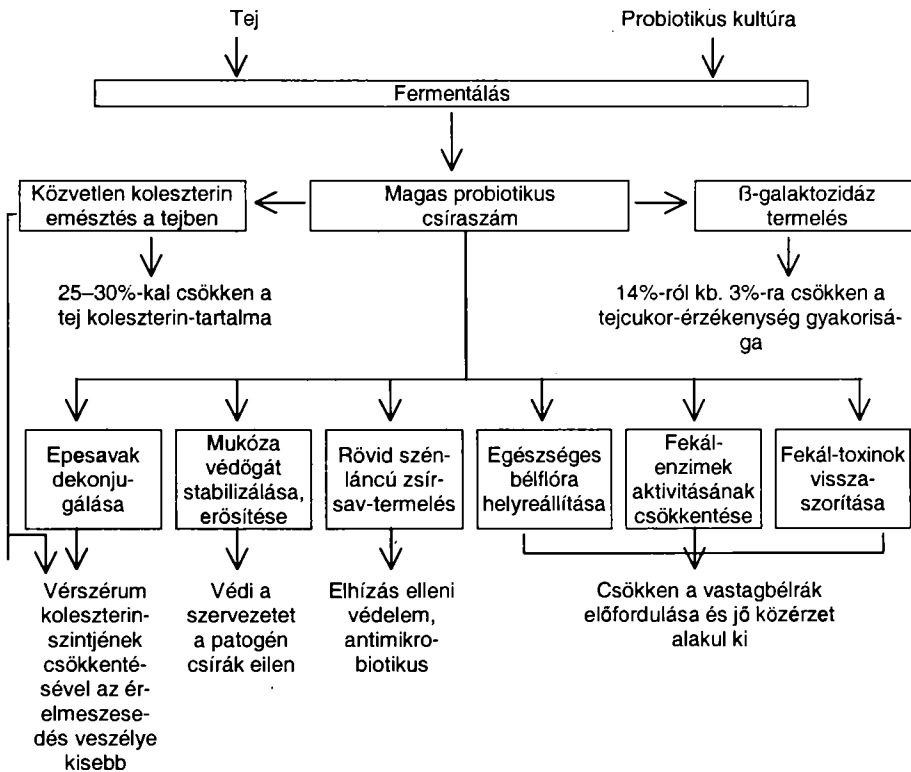 Tej
Probiotikus kultúra
Fermentálás
Közvetlen koleszterin
emésztés a tejben
Magas probiotikus
csíraszám
ß-galaktozidáz
termelés
25–30%-kal csökken a
tej koleszterin-tartalma
14%-ról kb. 3%-ra csökken a
tejcukor-érzékenység gyakorisá-
ga
Epesavak
dekonju-
gálása
Mukóza
védőgát
stabilizálása,
erösítése
Rövid szén-
láncú zsír-
sav-termelés
Egészséges
bélflóra
helyreállítása
Fekál-
enzimek
aktivitásának
csökkentése
Fekál-toxinok
vissza-
szorítása
Vérszérum
koleszterin-
szintjének
csökkenté-
sével az ér-
elmeszese-
dés veszélye
kisebb
Védi a
szervezetet
a patogén
csírák eilen
Elhízás elleni
védelem,
antimikro-
biotikus
Csökken a vastagbélrák
előfordulása és jő közérzet
alakul ki